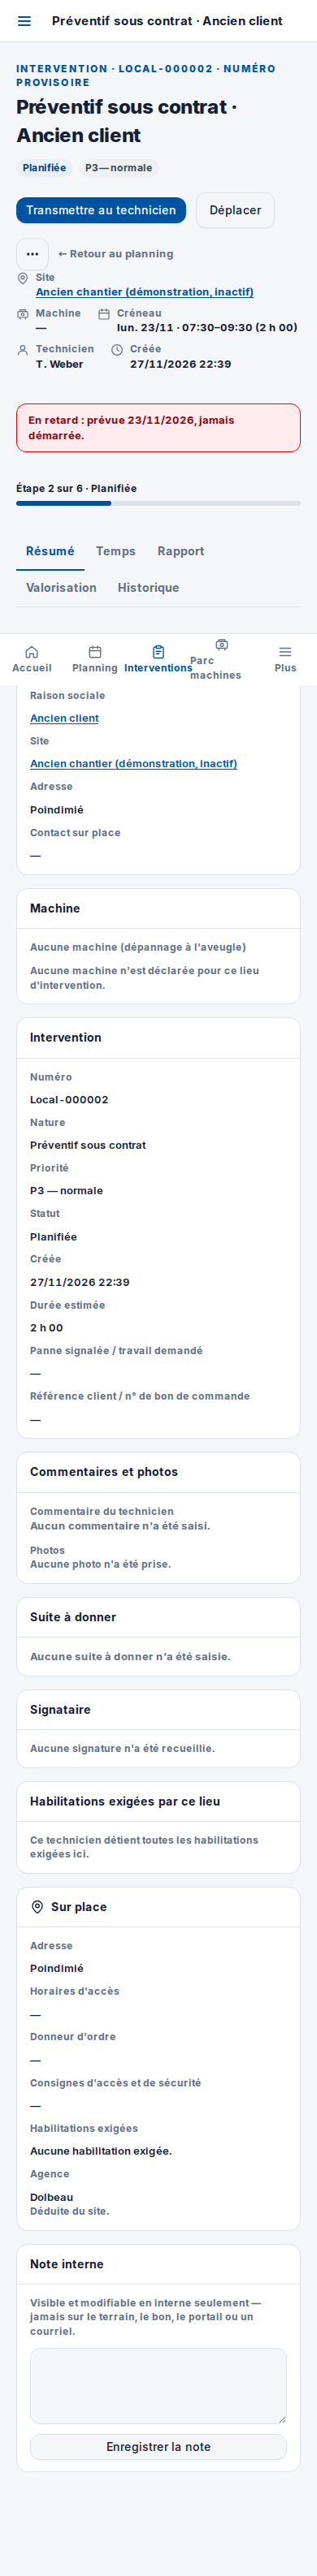 Préventif sous contrat · Ancien client
INTERVENTION · LOCAL-000002 · NUMÉRO
PROVISOIRE
Préventif sous contrat ·
Ancien client
Planifiée P3 — normale
Transmettre au technicien Déplacer
← Retour au planning
Site
Ancien chantier (démonstration, inactif)
Machine Créneau
— lun. 23/11 · 07:30–09:30 (2 h 00)
Technicien Créée
T. Weber 27/11/2026 22:39
En retard : prévue 23/11/2026, jamais
démarrée.
Étape 2 sur 6 · Planifiée
Résumé Temps Rapport
Valorisation Historique
Accueil Planning Interventions Parc
machines Plus
Raison sociale
Ancien client
Site
Ancien chantier (démonstration, inactif)
Adresse
Poindimié
Contact sur place
—
Machine
Aucune machine (dépannage à l'aveugle)
Aucune machine n'est déclarée pour ce lieu
d'intervention.
Intervention
Numéro
Local-000002
Nature
Préventif sous contrat
Priorité
P3 — normale
Statut
Planifiée
Créée
27/11/2026 22:39
Durée estimée
2 h 00
Panne signalée / travail demandé
—
Référence client / n° de bon de commande
—
Commentaires et photos
Commentaire du technicien
Aucun commentaire n'a été saisi.
Photos
Aucune photo n'a été prise.
Suite à donner
Aucune suite à donner n'a été saisie.
Signataire
Aucune signature n'a été recueillie.
Habilitations exigées par ce lieu
Ce technicien détient toutes les habilitations
exigées ici.
Sur place
Adresse
Poindimié
Horaires d'accès
—
Donneur d'ordre
—
Consignes d'accès et de sécurité
—
Habilitations exigées
Aucune habilitation exigée.
Agence
Dolbeau
Déduite du site.
Note interne
Visible et modifiable en interne seulement —
jamais sur le terrain, le bon, le portail ou un
courriel.
Enregistrer la note